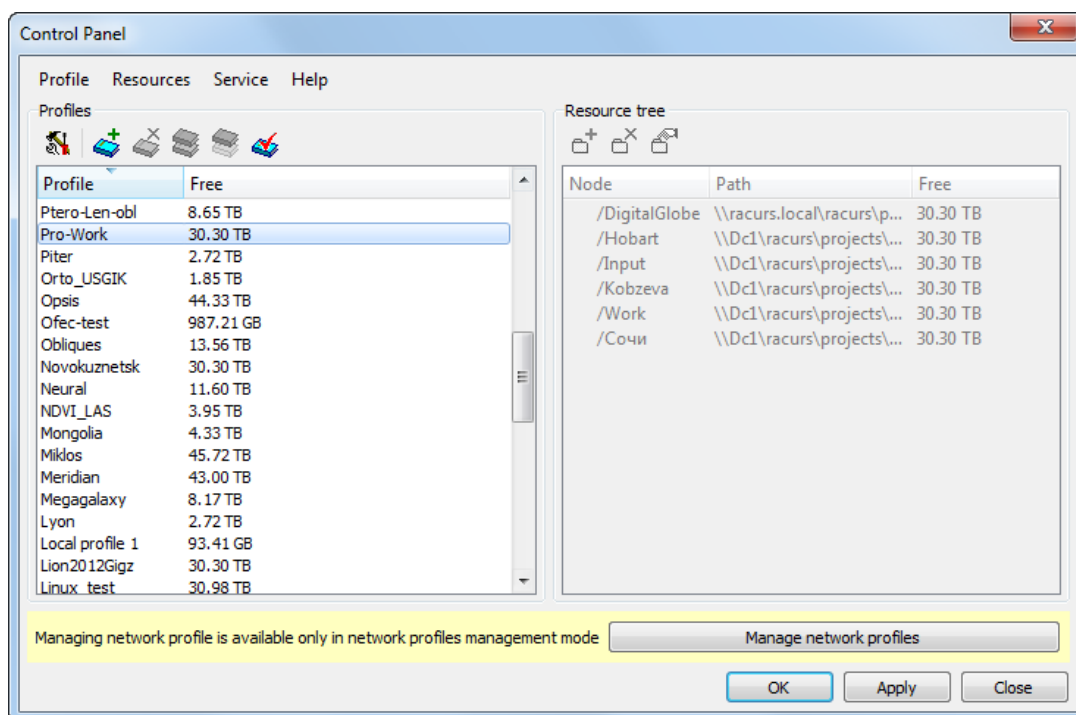 Control Panel
Profile Resources Service Help
Profiles
Profile Free
Ptero-Len-obl 8.65 TB
Pro-Work 30.30 TB
Piter 2.72 TB
Orto_USGIK 1.85 TB
Opsis 44.33 TB
Ofec-test 987.21 GB
Obliques 13.56 TB
Novokuznetsk 30.30 TB
Neural 11.60 TB
NDVI_LAS 3.95 TB
Mongolia 4.33 TB
Miklos 45.72 TB
Meridian 43.00 TB
Megagalaxy 8.17 TB
Lyon 2.72 TB
Local profile 1 93.41 GB
Lion2012Gigz 30.30 TB
Linux_test 30.98 TB
Resource tree
Node Path Free
/DigitalGlobe \\racurs.local\racurs\p... 30.30 TB
/Hobart \\Dc1\racurs\projects\... 30.30 TB
/Input \\Dc1\racurs\projects\... 30.30 TB
/Kobzeva \\Dc1\racurs\projects\... 30.30 TB
/Work \\Dc1\racurs\projects\... 30.30 TB
/Сочи \\Dc1\racurs\projects\... 30.30 TB
Managing network profile is available only in network profiles management mode Manage network profiles
OK Apply Close